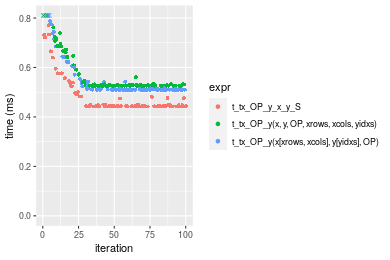 0.8
0.6
0.4
0.2
0.0
time (ms)
0
25
50
75
100
iteration
expr
t_tx_OP_y_x_y_S
t_tx_OP_y(x, y, OP, xrows, xcols, yidxs)
t_tx_OP_y(x[xrows, xcols], y[yidxs], OP)